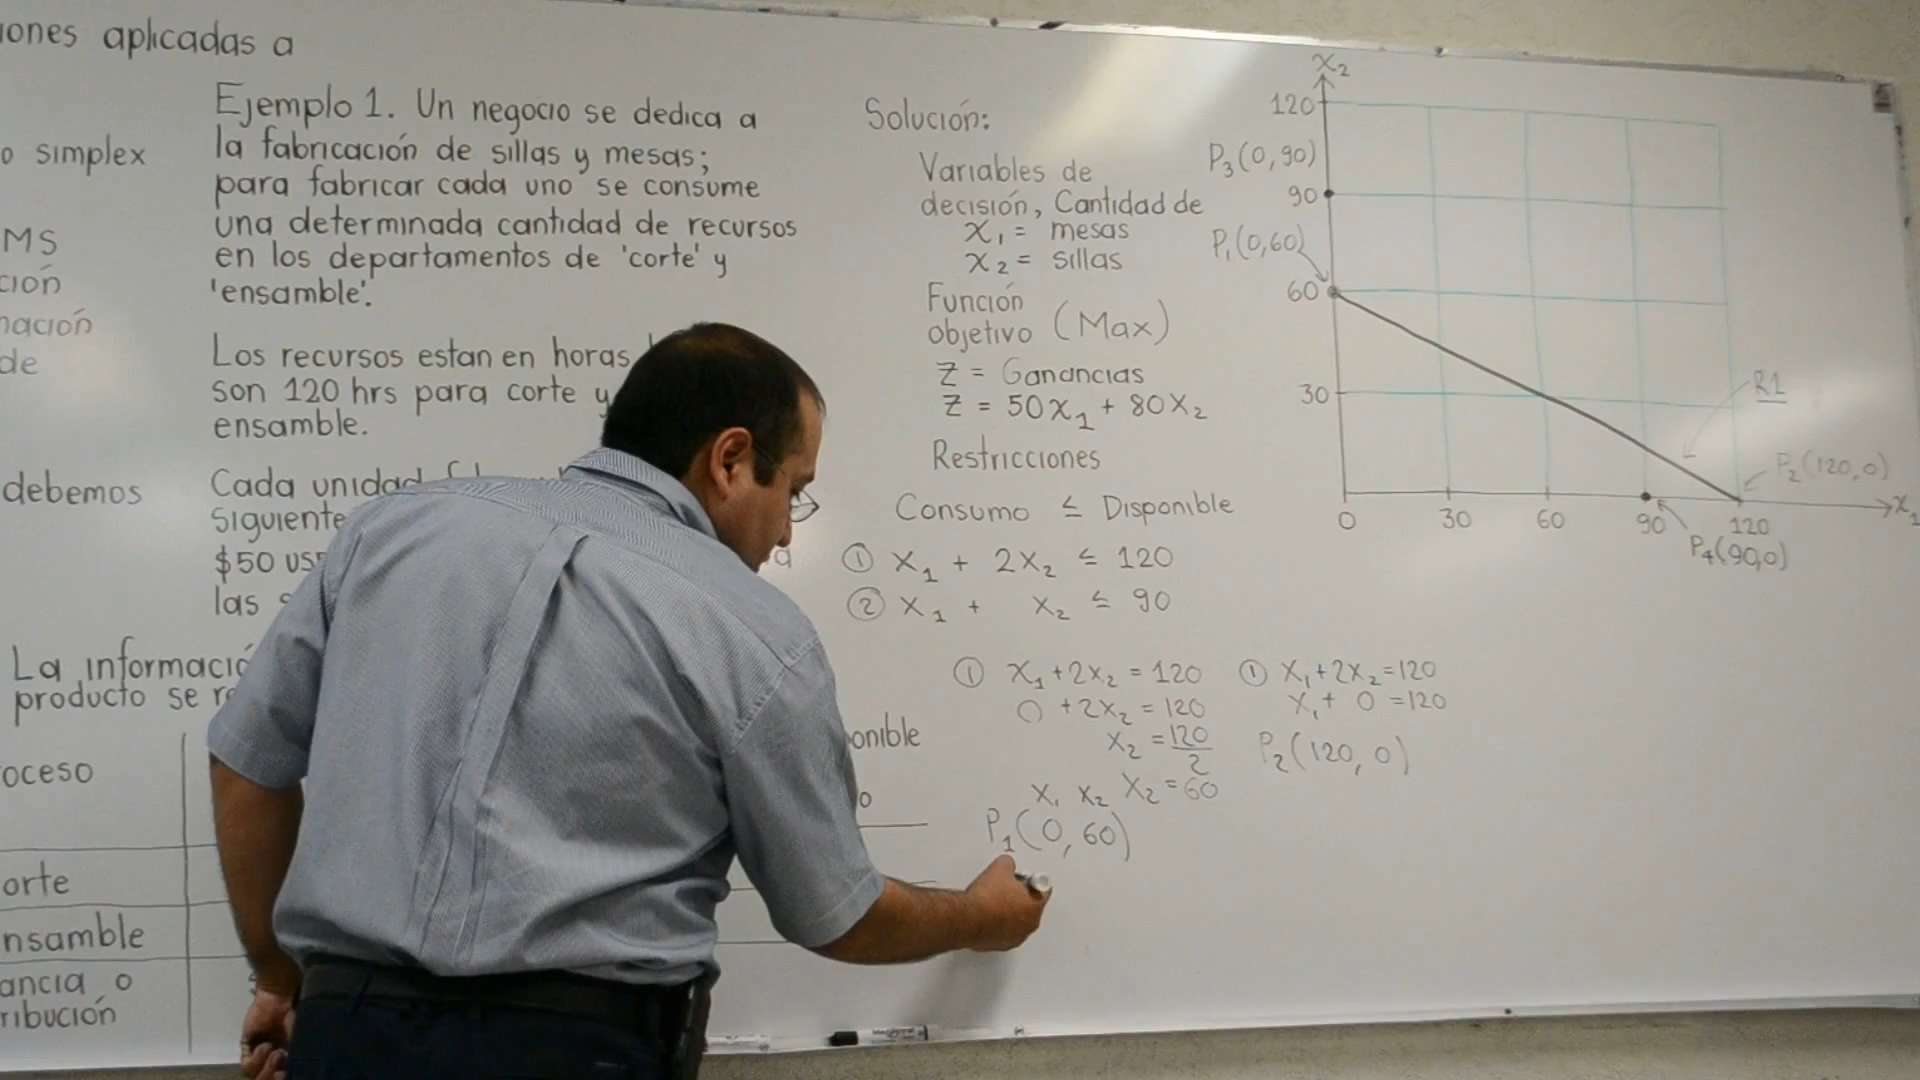 iones aplicadas a
o simplex
MS
ción
mación
de
debemos
Ejemplo 1. Un negocio se dedica a
la fabricación de sillas y mesas;
para fabricar cada uno se consume
una determinada cantidad de recursos
en los departamentos de 'corte' y
'ensamble'.
Los recursos estan en horas
son 120 hrs para corte y
ensamble.
Cada unidad
siguiente
$50
las
La informació
producto se
oceso
onible
o
orte
nsamble
ancia o
ribución
Solución:
Variables de
decisión, Cantidad de
x₁ = mesas
x₂ = sillas
Función
objetivo (Max)
Z = Ganancias
Z = 50x₁ + 80x₂
Restricciones
Consumo ≤ Disponible
① x₁ + 2x₂ ≤ 120
② x₁ + x₂ ≤ 90
① x₁ + 2x₂ = 120
0 + 2x₂ = 120
x₂ = 120/2
x₁ x₂ x₂ = 60
P₁(0, 60)
① x₁ + 2x₂ = 120
x₁ + 0 = 120
P₂(120, 0)
x₂
120
P₃(0, 90)
90
P₁(0,60)
60
30
R1
P₂(120,0)
0 30 60 90 120 x₁
P₄(90,0)